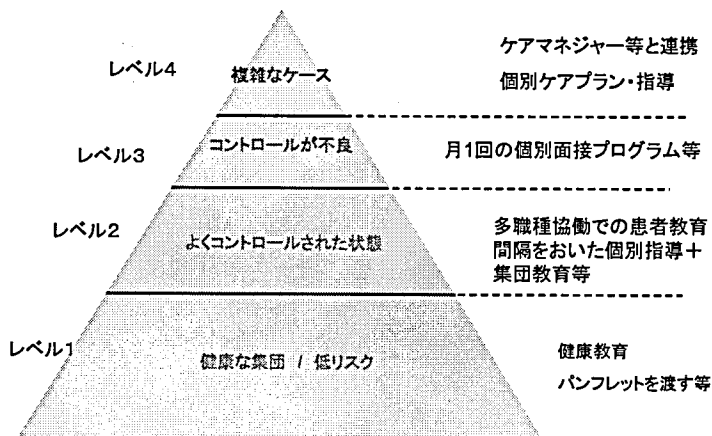 レベル4
複雑なケース
ケアマネジャー等と連携
個別ケアプラン・指導
レベル3
コントロールが不良
月1回の個別面接プログラム等
レベル2
よくコントロールされた状態
多職種協働での患者教育
間隔をおいた個別指導＋
集団教育等
レベル1
健康な集団 / 低リスク
健康教育
パンフレットを渡す等